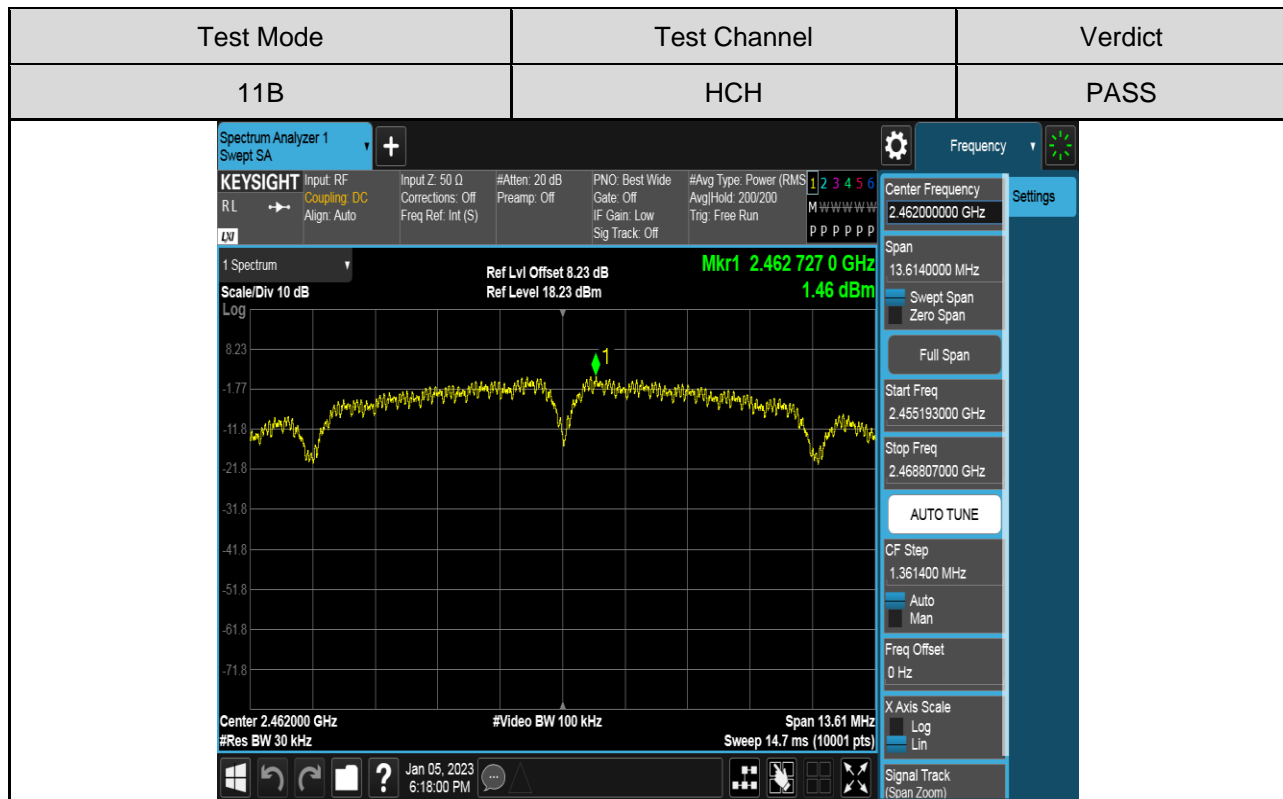 Test Mode Test Channel Verdict
11B HCH PASS
Spectrum Analyzer 1
Swept SA
+
Frequency
KEYSIGHT
RL
LXI
Input: RF
Coupling: DC
Align: Auto
Input Z: 50 Ω
Corrections: Off
Freq Ref: Int (S)
#Atten: 20 dB
Preamp: Off
PNO: Best Wide
Gate: Off
IF Gain: Low
Sig Track: Off
#Avg Type: Power (RMS
Avg|Hold: 200/200
Trig: Free Run
1 2 3 4 5 6
M W W W W W
P P P P P P
1 Spectrum
Scale/Div 10 dB
Log
Ref Lvl Offset 8.23 dB
Ref Level 18.23 dBm
Mkr1 2.462 727 0 GHz
1.46 dBm
1
8.23
-1.77
-11.8
-21.8
-31.8
-41.8
-51.8
-61.8
-71.8
Center 2.462000 GHz
#Res BW 30 kHz
#Video BW 100 kHz
Span 13.61 MHz
Sweep 14.7 ms (10001 pts)
Center Frequency
2.462000000 GHz
Settings
Span
13.6140000 MHz
Swept Span
Zero Span
Full Span
Start Freq
2.455193000 GHz
Stop Freq
2.468807000 GHz
AUTO TUNE
CF Step
1.361400 MHz
Auto
Man
Freq Offset
0 Hz
X Axis Scale
Log
Lin
Signal Track
(Span Zoom)
?
Jan 05, 2023
6:18:00 PM